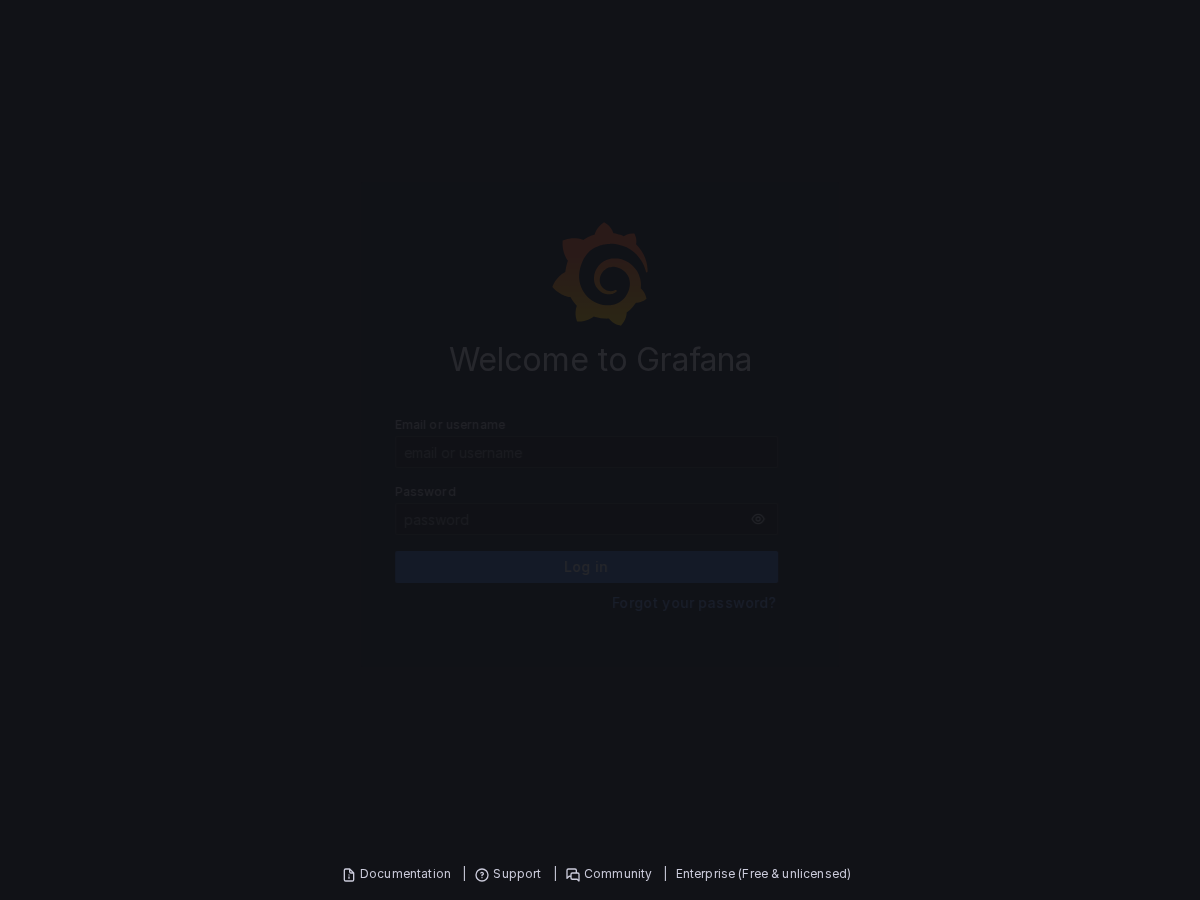 Welcome to Grafana
Email or username
email or username
Password
password
Log in
Forgot your password?
Documentation | Support | Community | Enterprise (Free & unlicensed)